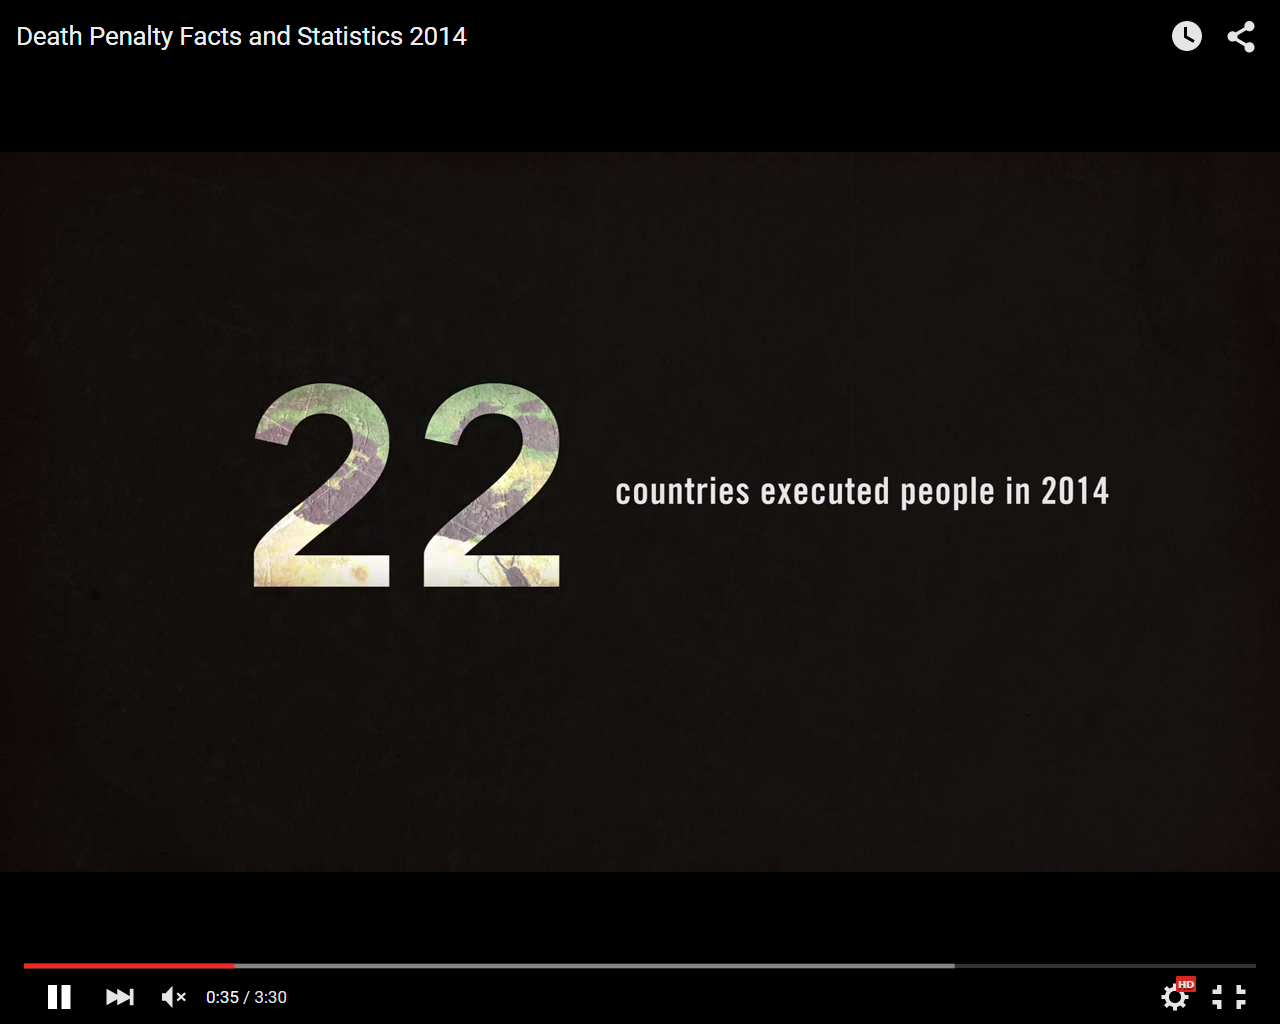 Death Penalty Facts and Statistics 2014
22 countries executed people in 2014
HD
0:35 / 3:30